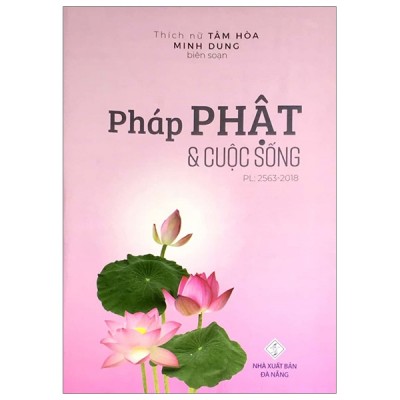 Thích nữ TÂM HÒA
MINH DUNG
biên soạn
Pháp PHẬT
& CUỘC SỐNG
PL: 2563-2018
NHÀ XUẤT BẢN
ĐÀ NẴNG